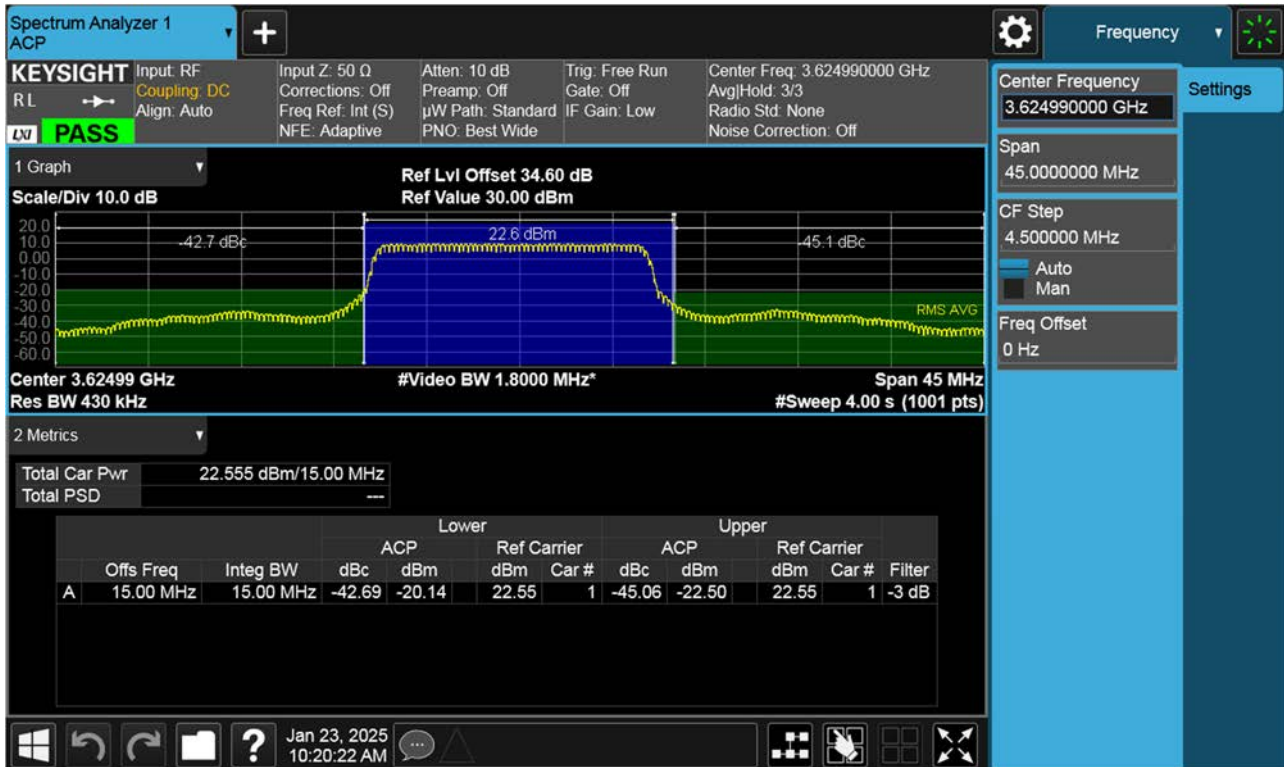 Spectrum Analyzer 1
ACP
+
Frequency
KEYSIGHT
RL
LXI PASS
Input: RF
Coupling: DC
Align: Auto
Input Z: 50 Ω
Corrections: Off
Freq Ref: Int (S)
NFE: Adaptive
Atten: 10 dB
Preamp: Off
µW Path: Standard
PNO: Best Wide
Trig: Free Run
Gate: Off
IF Gain: Low
Center Freq: 3.624990000 GHz
Avg|Hold: 3/3
Radio Std: None
Noise Correction: Off
Center Frequency
3.624990000 GHz
Settings
Span
45.0000000 MHz
CF Step
4.500000 MHz
Auto
Man
Freq Offset
0 Hz
1 Graph
Scale/Div 10.0 dB
Ref Lvl Offset 34.60 dB
Ref Value 30.00 dBm
20.0
10.0
0.00
-10.0
-20.0
-30.0
-40.0
-50.0
-60.0
-42.7 dBc
22.6 dBm
-45.1 dBc
RMS AVG
Center 3.62499 GHz
#Video BW 1.8000 MHz*
Span 45 MHz
Res BW 430 kHz
#Sweep 4.00 s (1001 pts)
2 Metrics
Total Car Pwr 22.555 dBm/15.00 MHz
Total PSD ---
Lower Upper
ACP Ref Carrier ACP Ref Carrier
Offs Freq Integ BW dBc dBm dBm Car # dBc dBm dBm Car # Filter
A 15.00 MHz 15.00 MHz -42.69 -20.14 22.55 1 -45.06 -22.50 22.55 1 -3 dB
?
Jan 23, 2025
10:20:22 AM